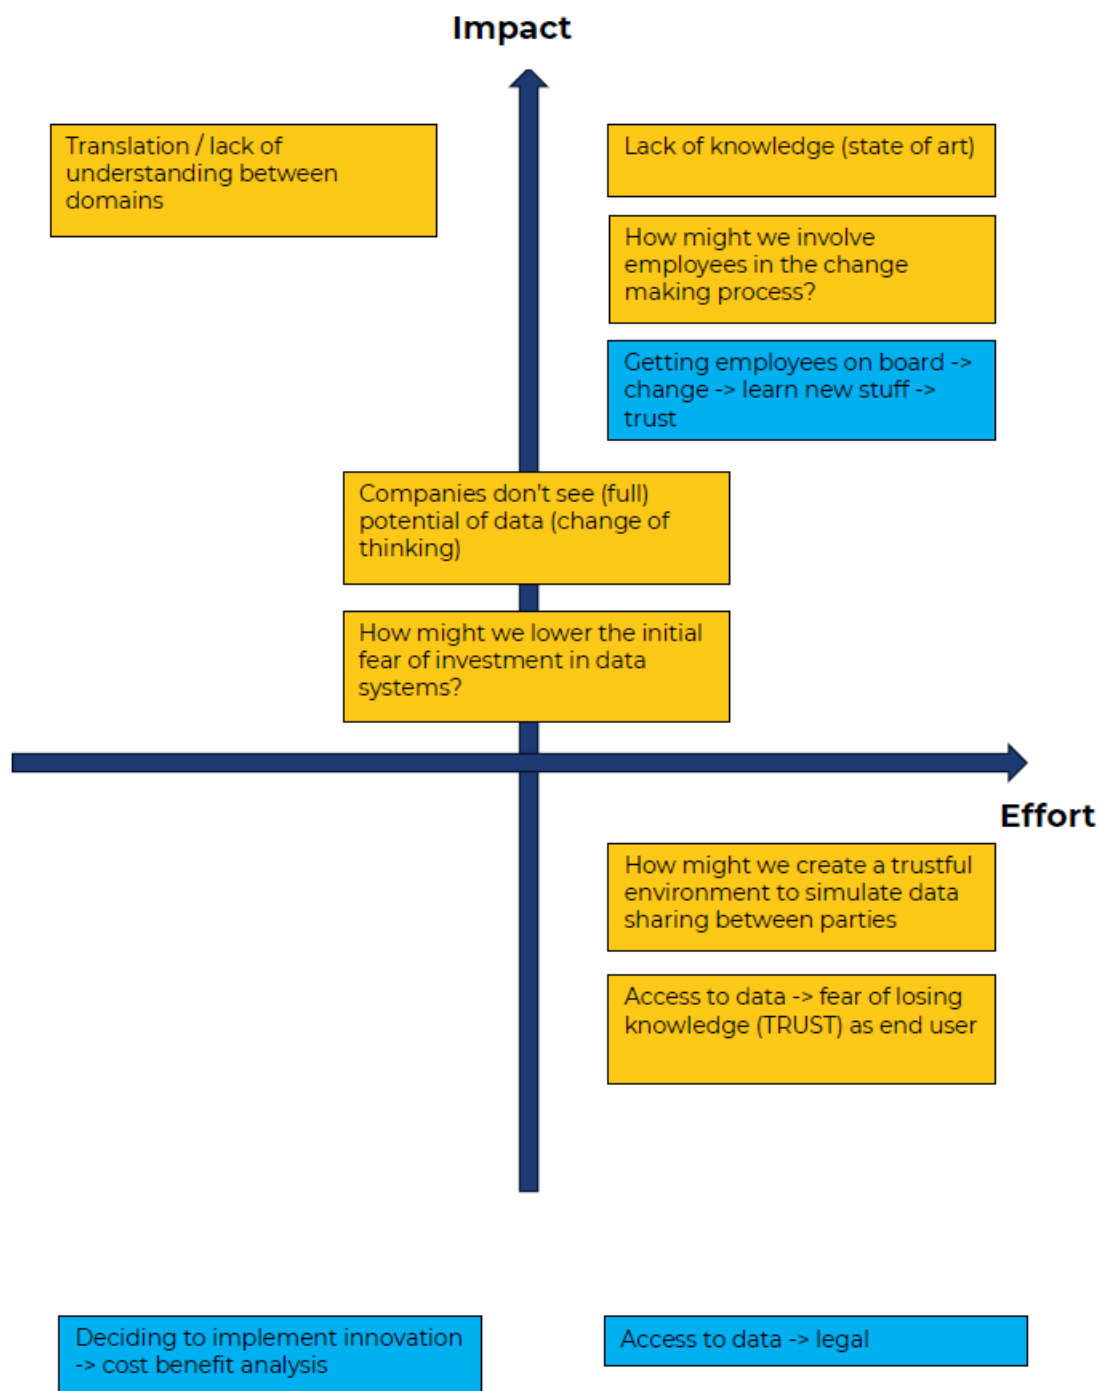 Impact
Translation / lack of
understanding between
domains
Lack of knowledge (state of art)
How might we involve
employees in the change
making process?
Getting employees on board ->
change -> learn new stuff ->
trust
Companies don't see (full)
potential of data (change of
thinking)
How might we lower the initial
fear of investment in data
systems?
Effort
How might we create a trustful
environment to simulate data
sharing between parties
Access to data -> fear of losing
knowledge (TRUST) as end user
Deciding to implement innovation
-> cost benefit analysis
Access to data -> legal